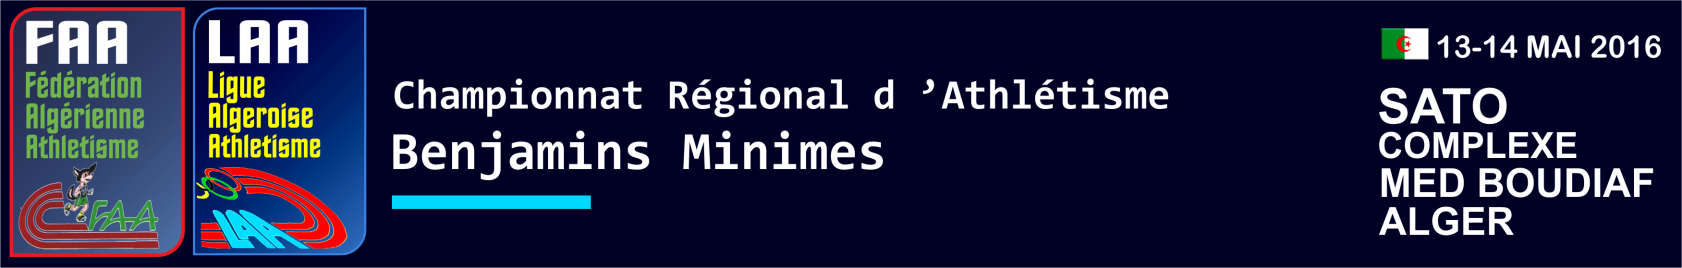 FAA
Fédération
Algérienne
Athletisme
FAA
LAA
Ligue
Algeroise
Athletisme
LAA
Championnat Régional d ’Athlétisme
Benjamins Minimes
13-14 MAI 2016
SATO
COMPLEXE
MED BOUDIAF
ALGER